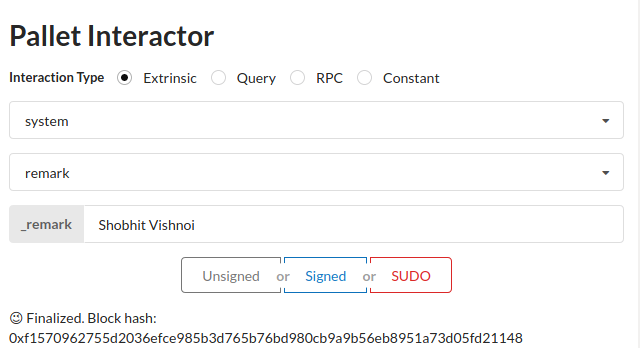 Pallet Interactor
Interaction Type Extrinsic Query RPC Constant
system
remark
_remark Shobhit Vishnoi
Unsigned or Signed or SUDO
😉 Finalized. Block hash:
0xf1570962755d2036efce985b3d765b76bd980cb9a9b56eb8951a73d05fd21148